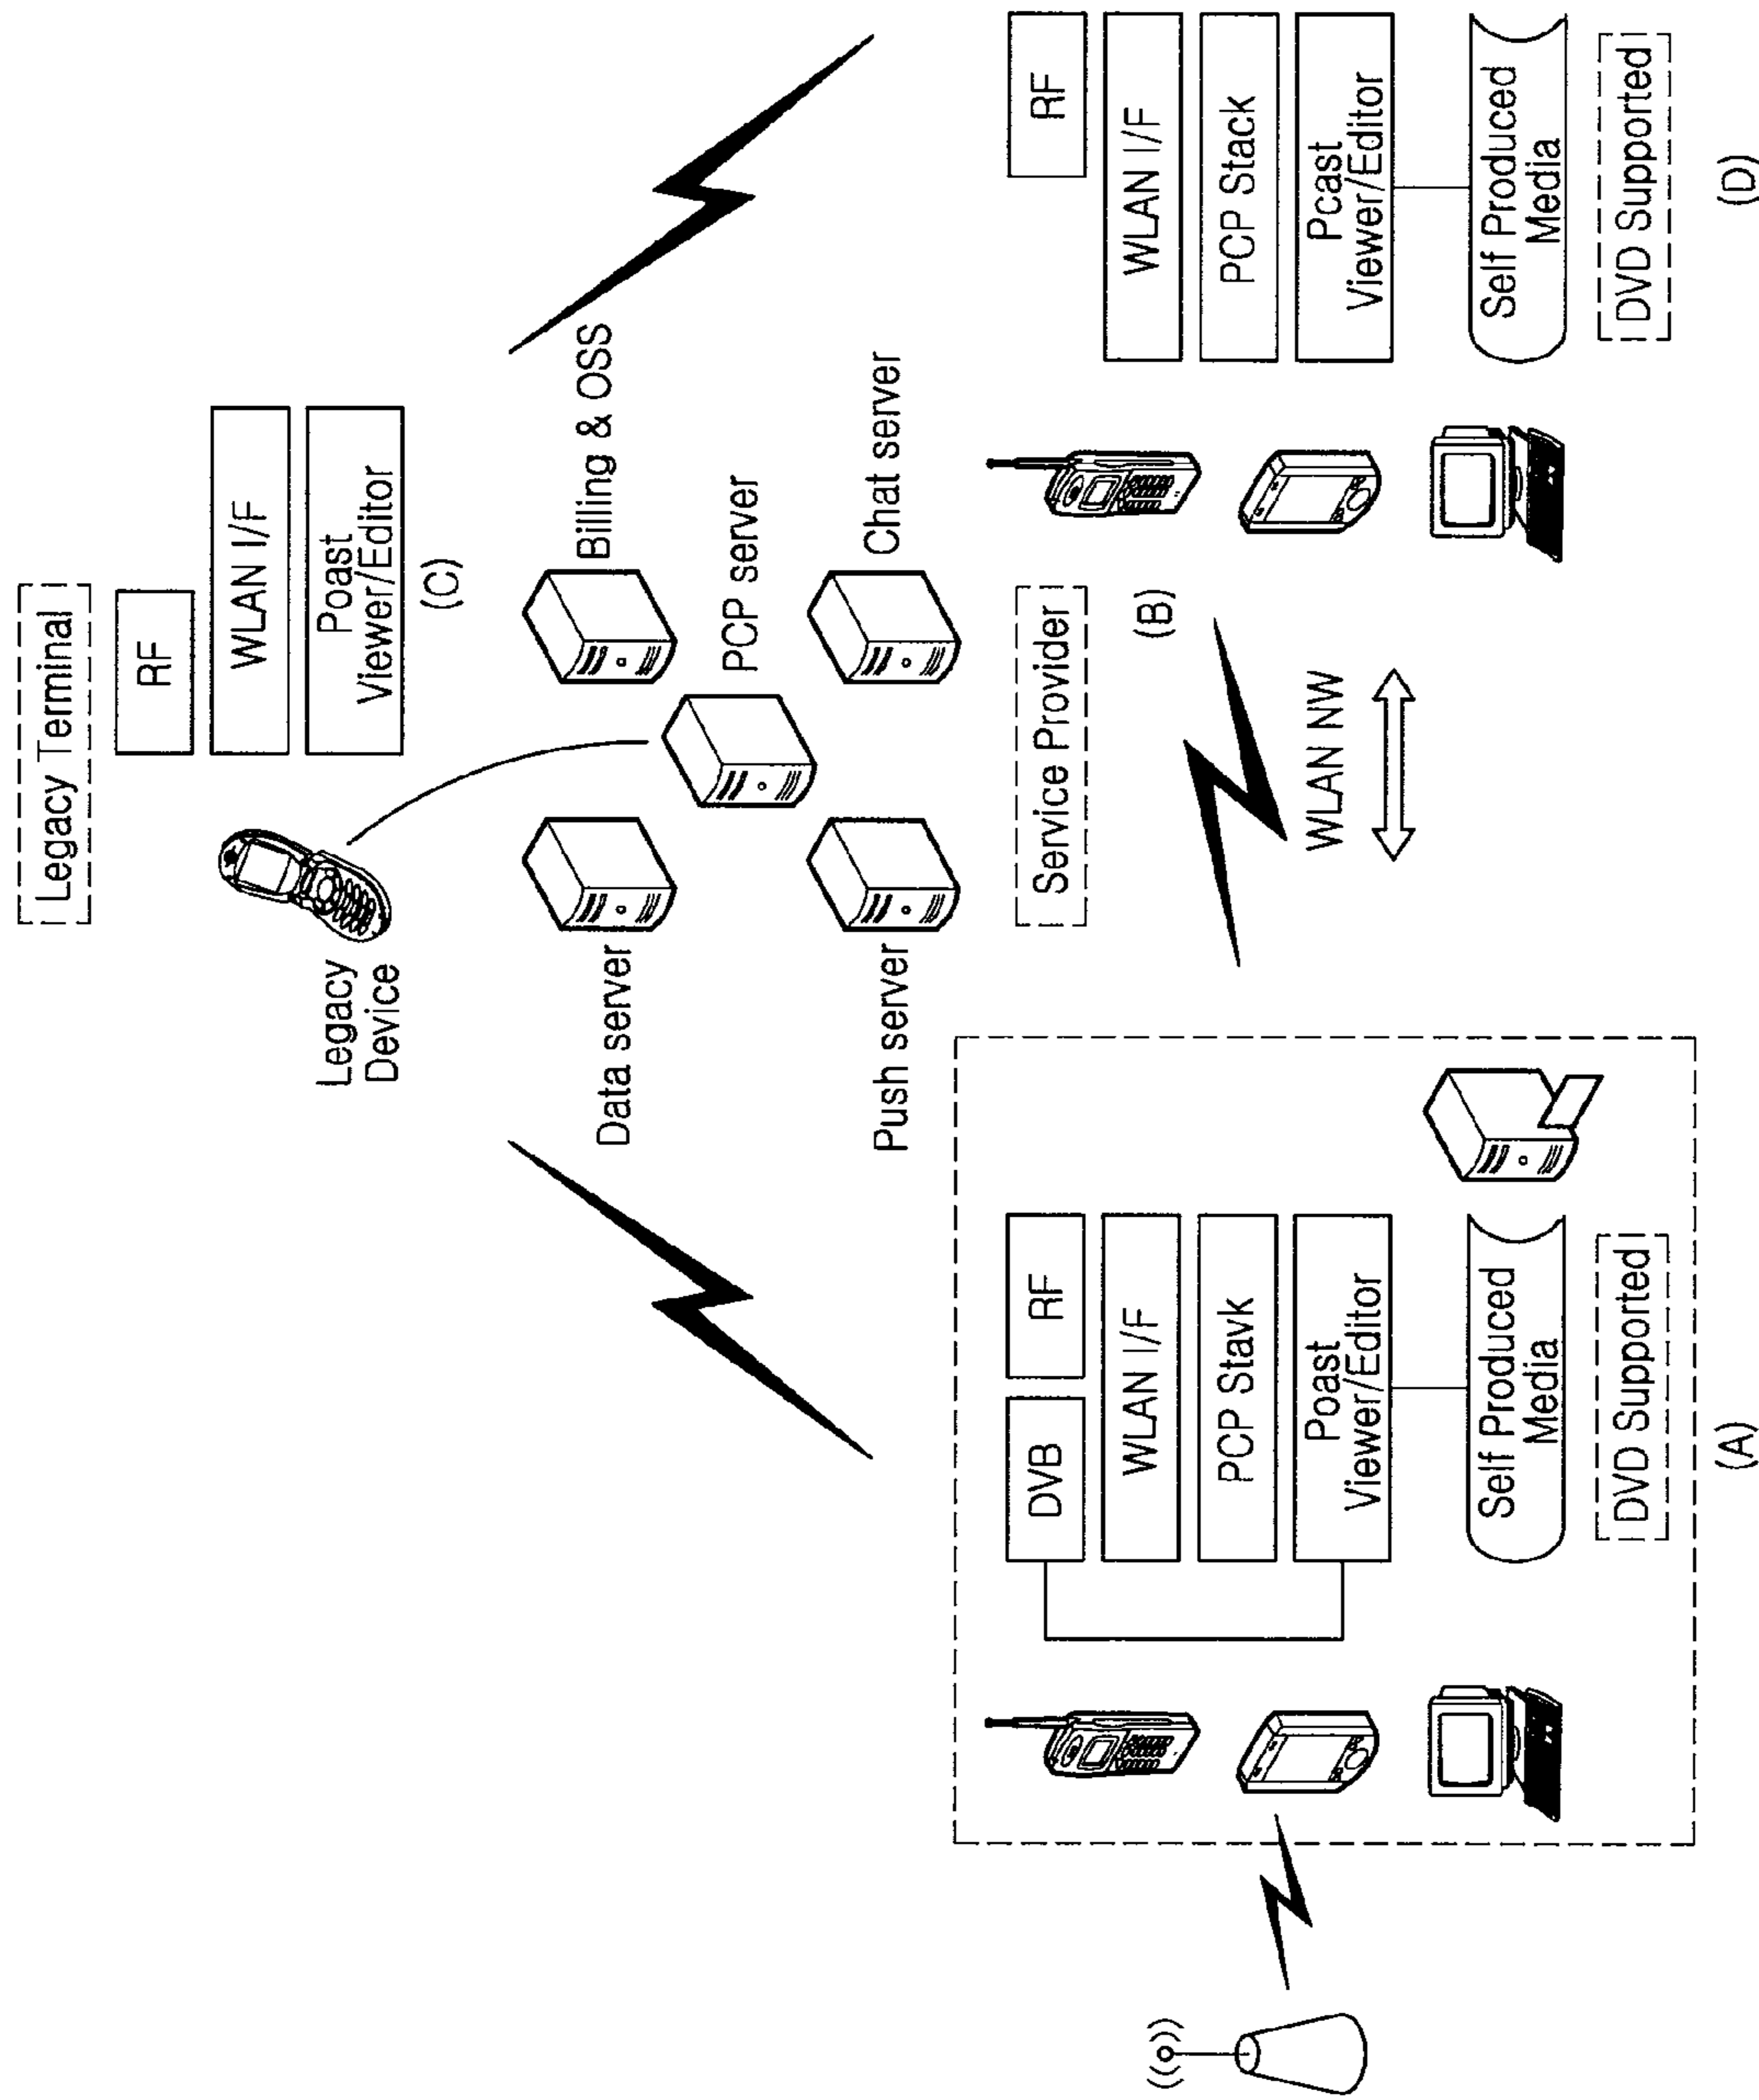 Legacy Terminal
RF
WLAN I/F
Poast
Viewer/Editor
(C)
Legacy
Device
Billing & OSS
PCP server
Data server
Chat server
Push server
Service Provider
(B)
WLAN NW
DVB
RF
WLAN I/F
PCP Stavk
Poast
Viewer/Editor
Self Produced
Media
DVD Supported
(A)
RF
WLAN I/F
PCP Stack
Pcast
Viewer/Editor
Self Produced
Media
DVD Supported
(D)